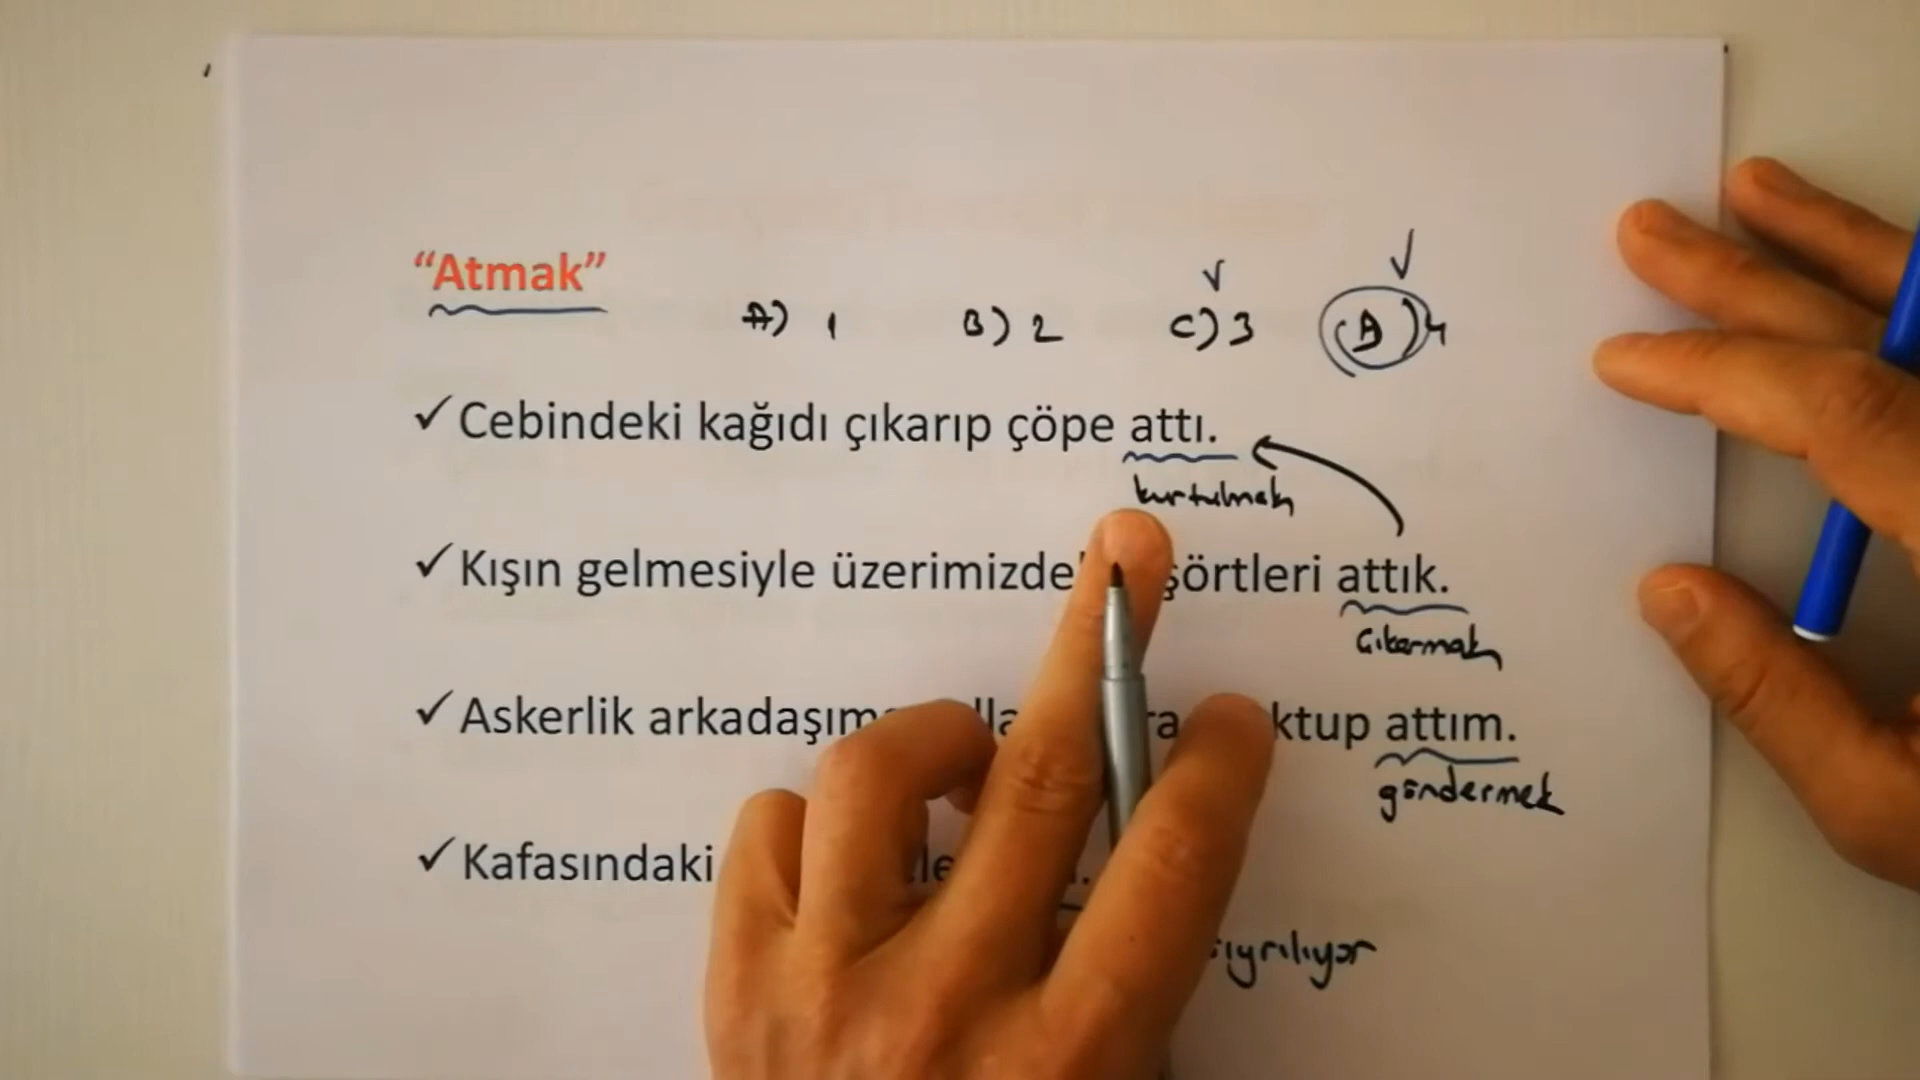 “Atmak”
A) 1 B) 2 C) 3 (A) 4
✓ Cebindeki kağıdı çıkarıp çöpe attı.
kurtulmak
✓ Kışın gelmesiyle üzerimizde şörtleri attık.
çıkarmak
✓ Askerlik arkadaşım attım.
göndermek
✓ Kafasındaki
sıyrılıyor